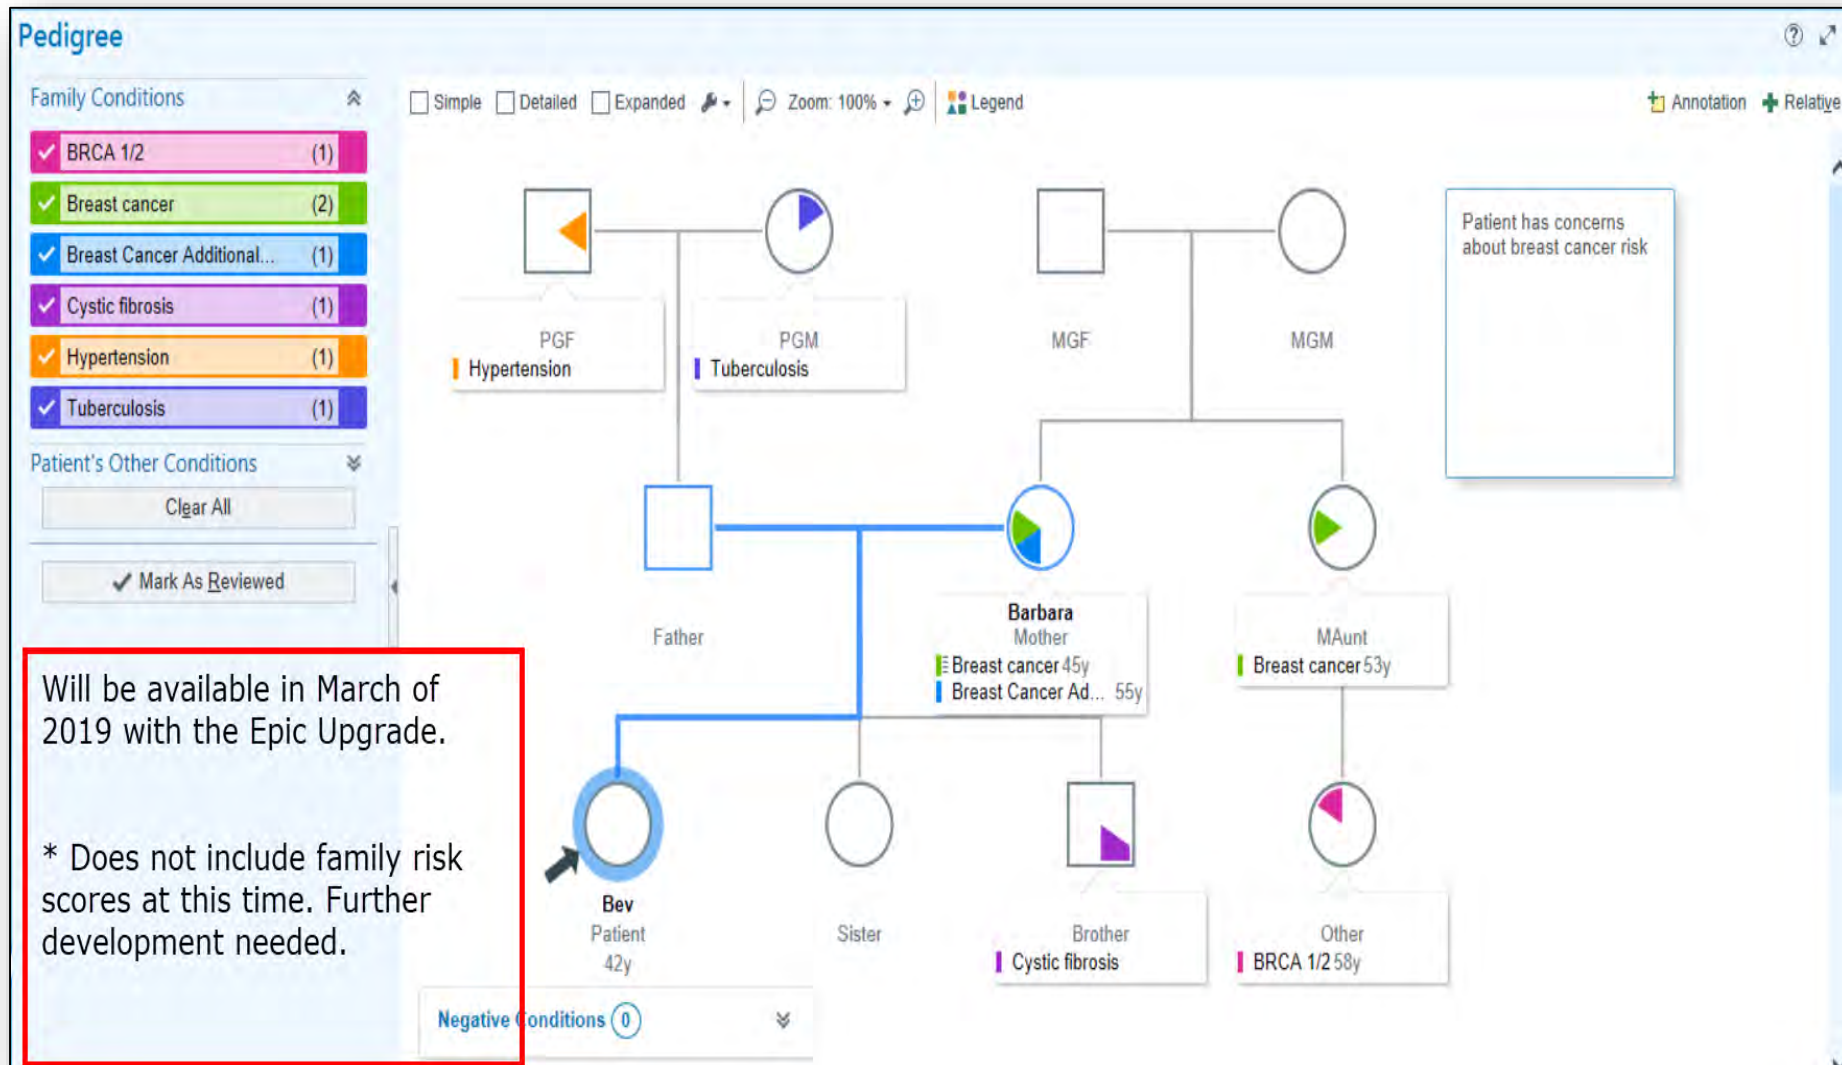 Pedigree
Family Conditions
BRCA 1/2 (1)
Breast cancer (2)
Breast Cancer Additional... (1)
Cystic fibrosis (1)
Hypertension (1)
Tuberculosis (1)
Patient's Other Conditions
Clear All
Mark As Reviewed
Simple Detailed Expanded Zoom: 100% Legend
Annotation Relative
PGF
Hypertension
PGM
Tuberculosis
MGF
MGM
Patient has concerns
about breast cancer risk
Father
Barbara
Mother
Breast cancer 45y
Breast Cancer Ad... 55y
MAunt
Breast cancer 53y
Bev
Patient
42y
Sister
Brother
Cystic fibrosis
Other
BRCA 1/2 58y
Negative Conditions 0
Will be available in March of
2019 with the Epic Upgrade.
* Does not include family risk
scores at this time. Further
development needed.